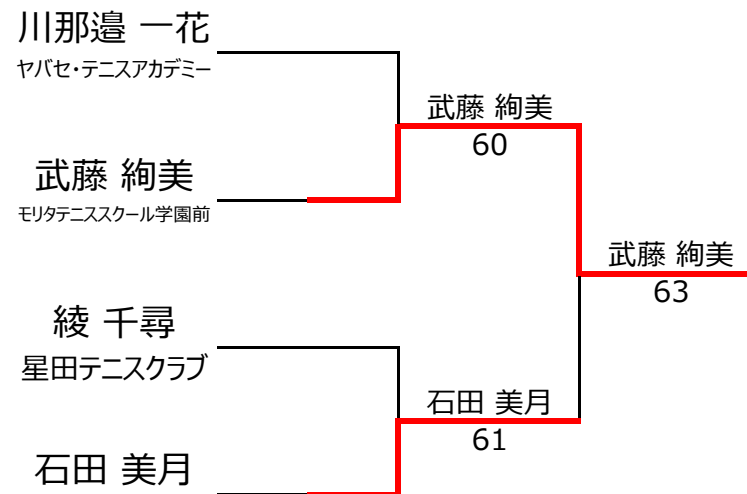 川那邉 一花
ヤバセ・テニスアカデミー
武藤 絢美
60
武藤 絢美
モリタテニススクール学園前
武藤 絢美
63
綾 千尋
星田テニスクラブ
石田 美月
61
石田 美月